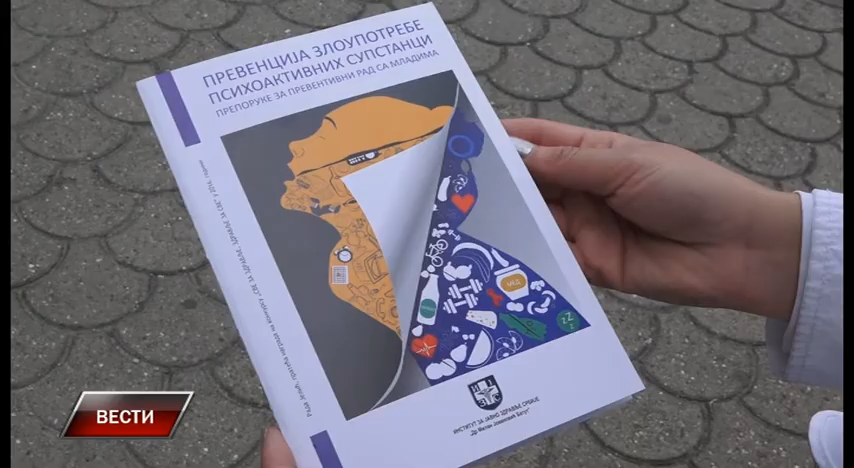 ПРЕВЕНЦИЈА ЗЛОУПОТРЕБЕ
ПСИХОАКТИВНИХ СУПСТАНЦИ
ПРЕПОРУКЕ ЗА ПРЕВЕНТИВНИ РАД СА МЛАДИМА
ИНСТИТУТ ЗА ЈАВНО ЗДРАВЉЕ СРБИЈЕ
„Др Милан Јовановић Батут“
ВЕСТИ